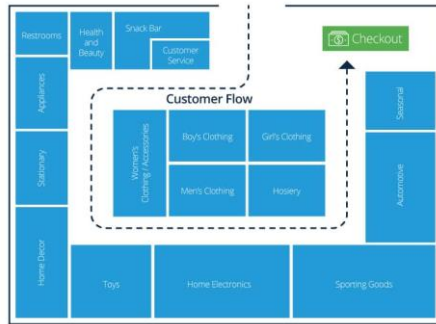 Restrooms
Health
and
Beauty
Snack Bar
Customer
Service
Checkout
Appliances
Customer Flow
Seasonal
Women's
Clothing / Accessories
Boy's Clothing
Girl's Clothing
Stationary
Men's Clothing
Hosiery
Automotive
Home Decor
Toys
Home Electronics
Sporting Goods